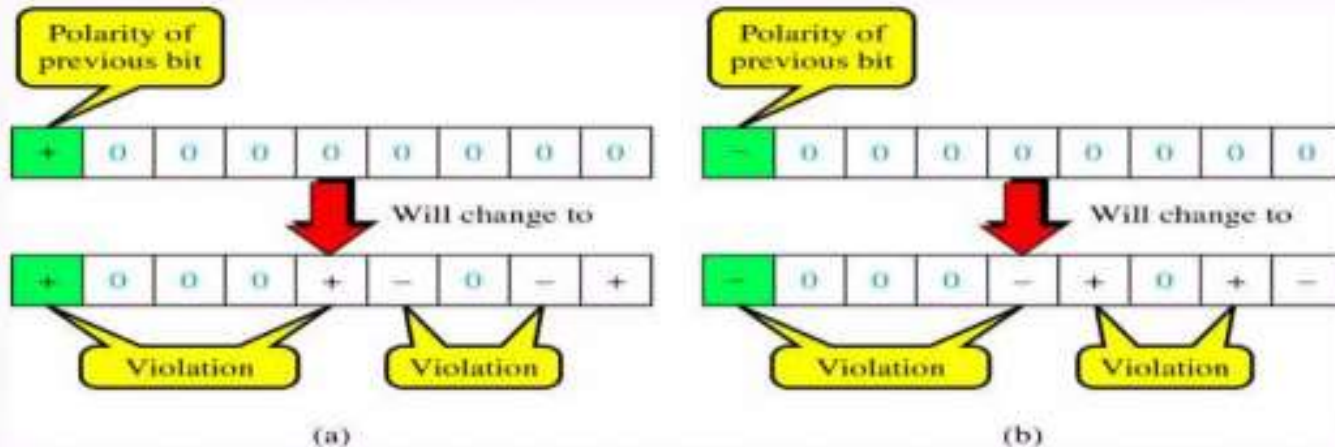 Polarity of
previous bit
Polarity of
previous bit
+ 0 0 0 0 0 0 0 0
− 0 0 0 0 0 0 0 0
Will change to
Will change to
+ 0 0 0 + − 0 − +
− 0 0 0 − + 0 + −
Violation
Violation
Violation
Violation
(a)
(b)